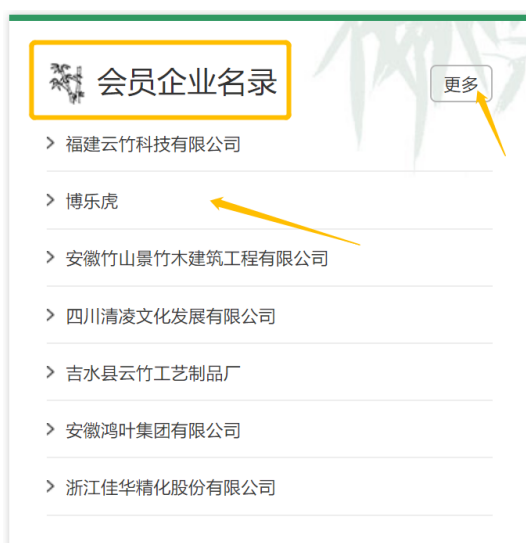 会员企业名录
更多
福建云竹科技有限公司
博乐虎
安徽竹山景竹木建筑工程有限公司
四川清凌文化发展有限公司
吉水县云竹工艺制品厂
安徽鸿叶集团有限公司
浙江佳华精化股份有限公司